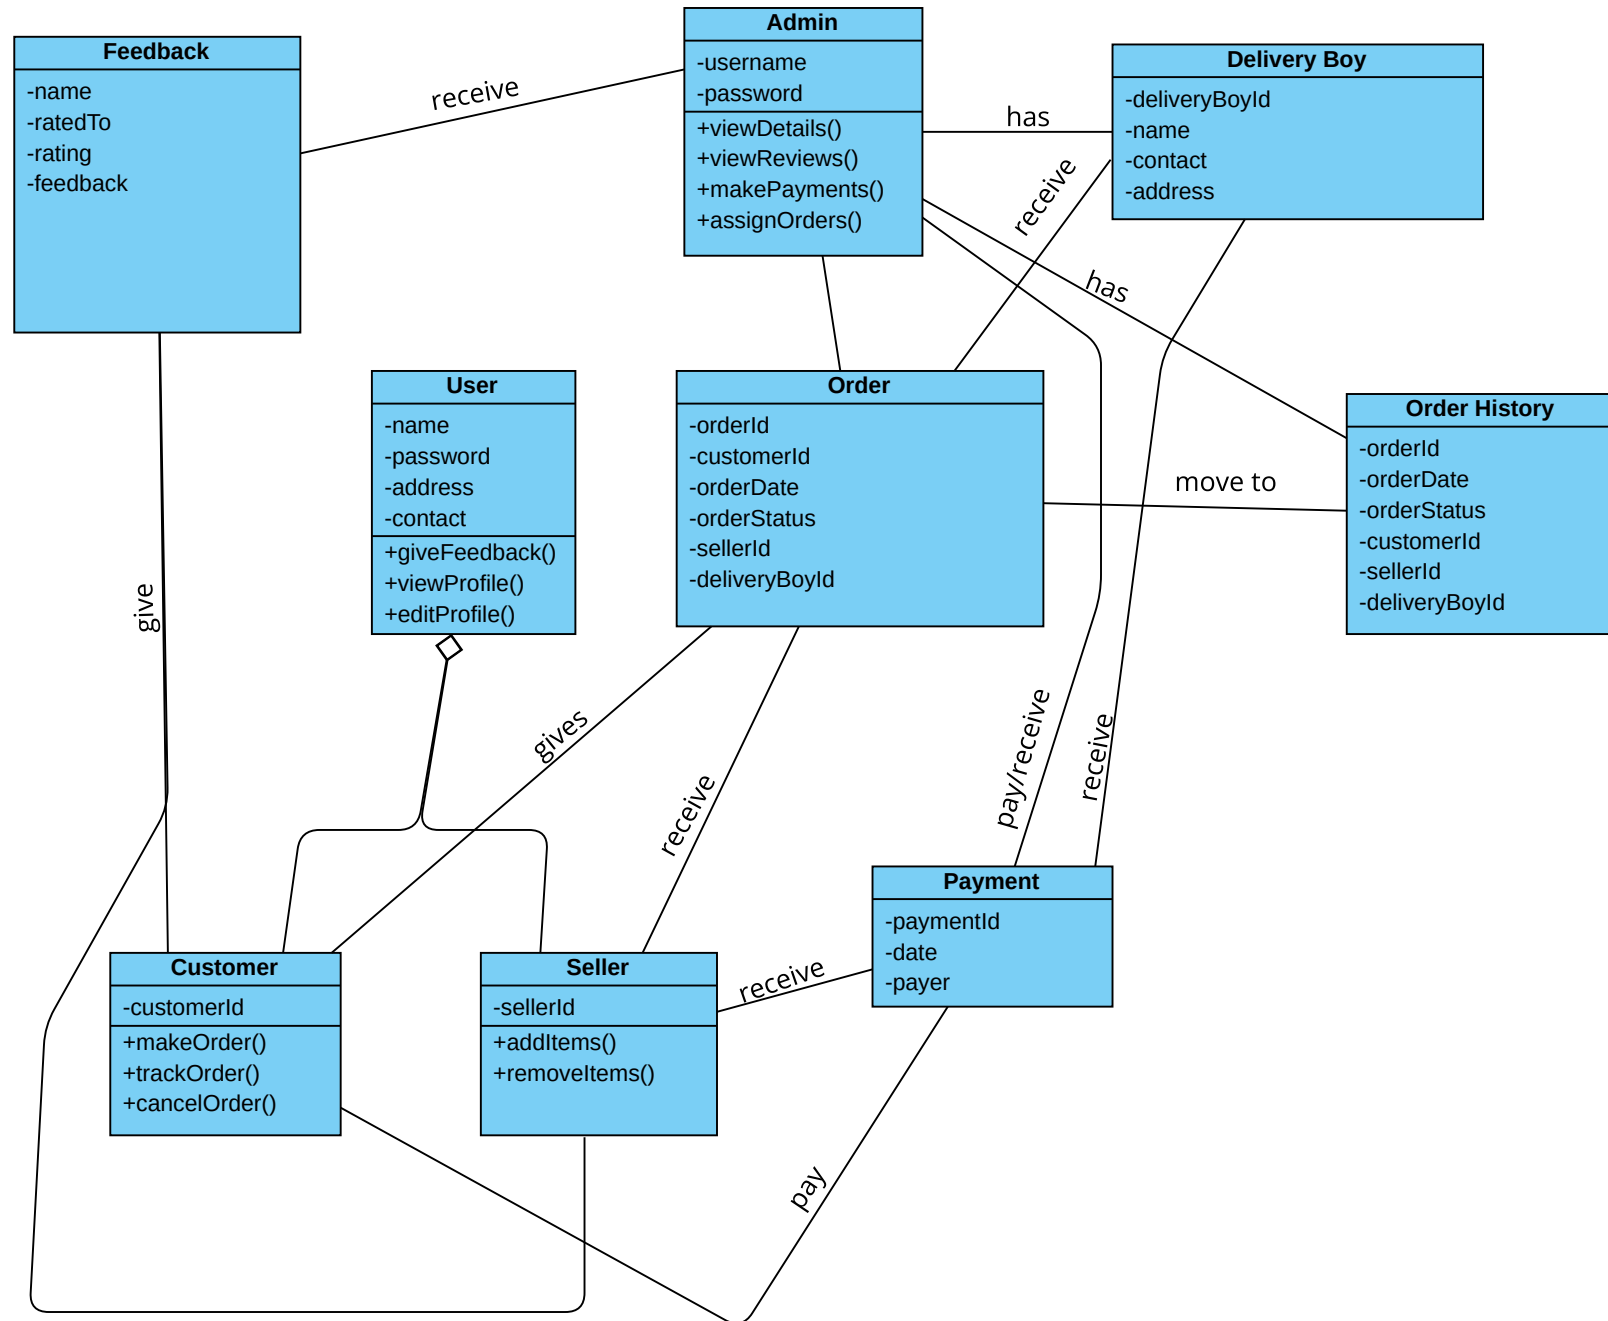 Feedback
-name
-ratedTo
-rating
-feedback
receive
Admin
-username
-password
+viewDetails()
+viewReviews()
+makePayments()
+assignOrders()
has
Delivery Boy
-deliveryBoyId
-name
-contact
-address
receive
has
User
-name
-password
-address
-contact
+giveFeedback()
+viewProfile()
+editProfile()
Order
-orderId
-customerId
-orderDate
-orderStatus
-sellerId
-deliveryBoyId
move to
Order History
-orderId
-orderDate
-orderStatus
-customerId
-sellerId
-deliveryBoyId
give
gives
receive
pay/receive
receive
Customer
-customerId
+makeOrder()
+trackOrder()
+cancelOrder()
Seller
-sellerId
+addItems()
+removeItems()
receive
Payment
-paymentId
-date
-payer
pay